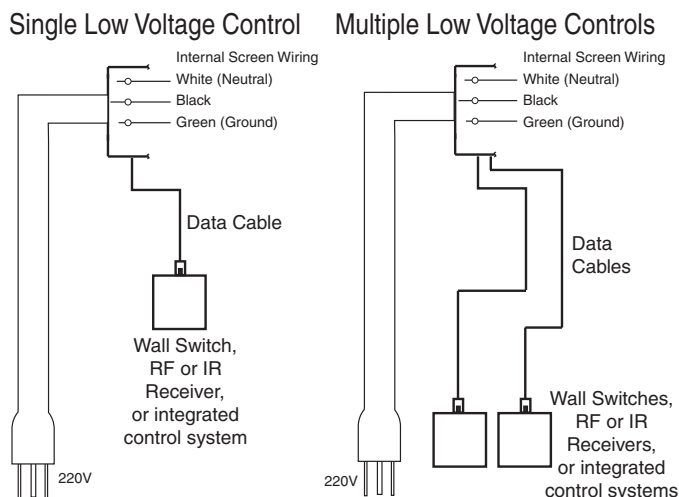 Single Low Voltage Control
Internal Screen Wiring
White (Neutral)
Black
Green (Ground)
Data Cable
Wall Switch,
RF or IR
Receiver,
or integrated
control system
220V
Multiple Low Voltage Controls
Internal Screen Wiring
White (Neutral)
Black
Green (Ground)
Data
Cables
Wall Switches,
RF or IR
Receivers,
or integrated
control systems
220V